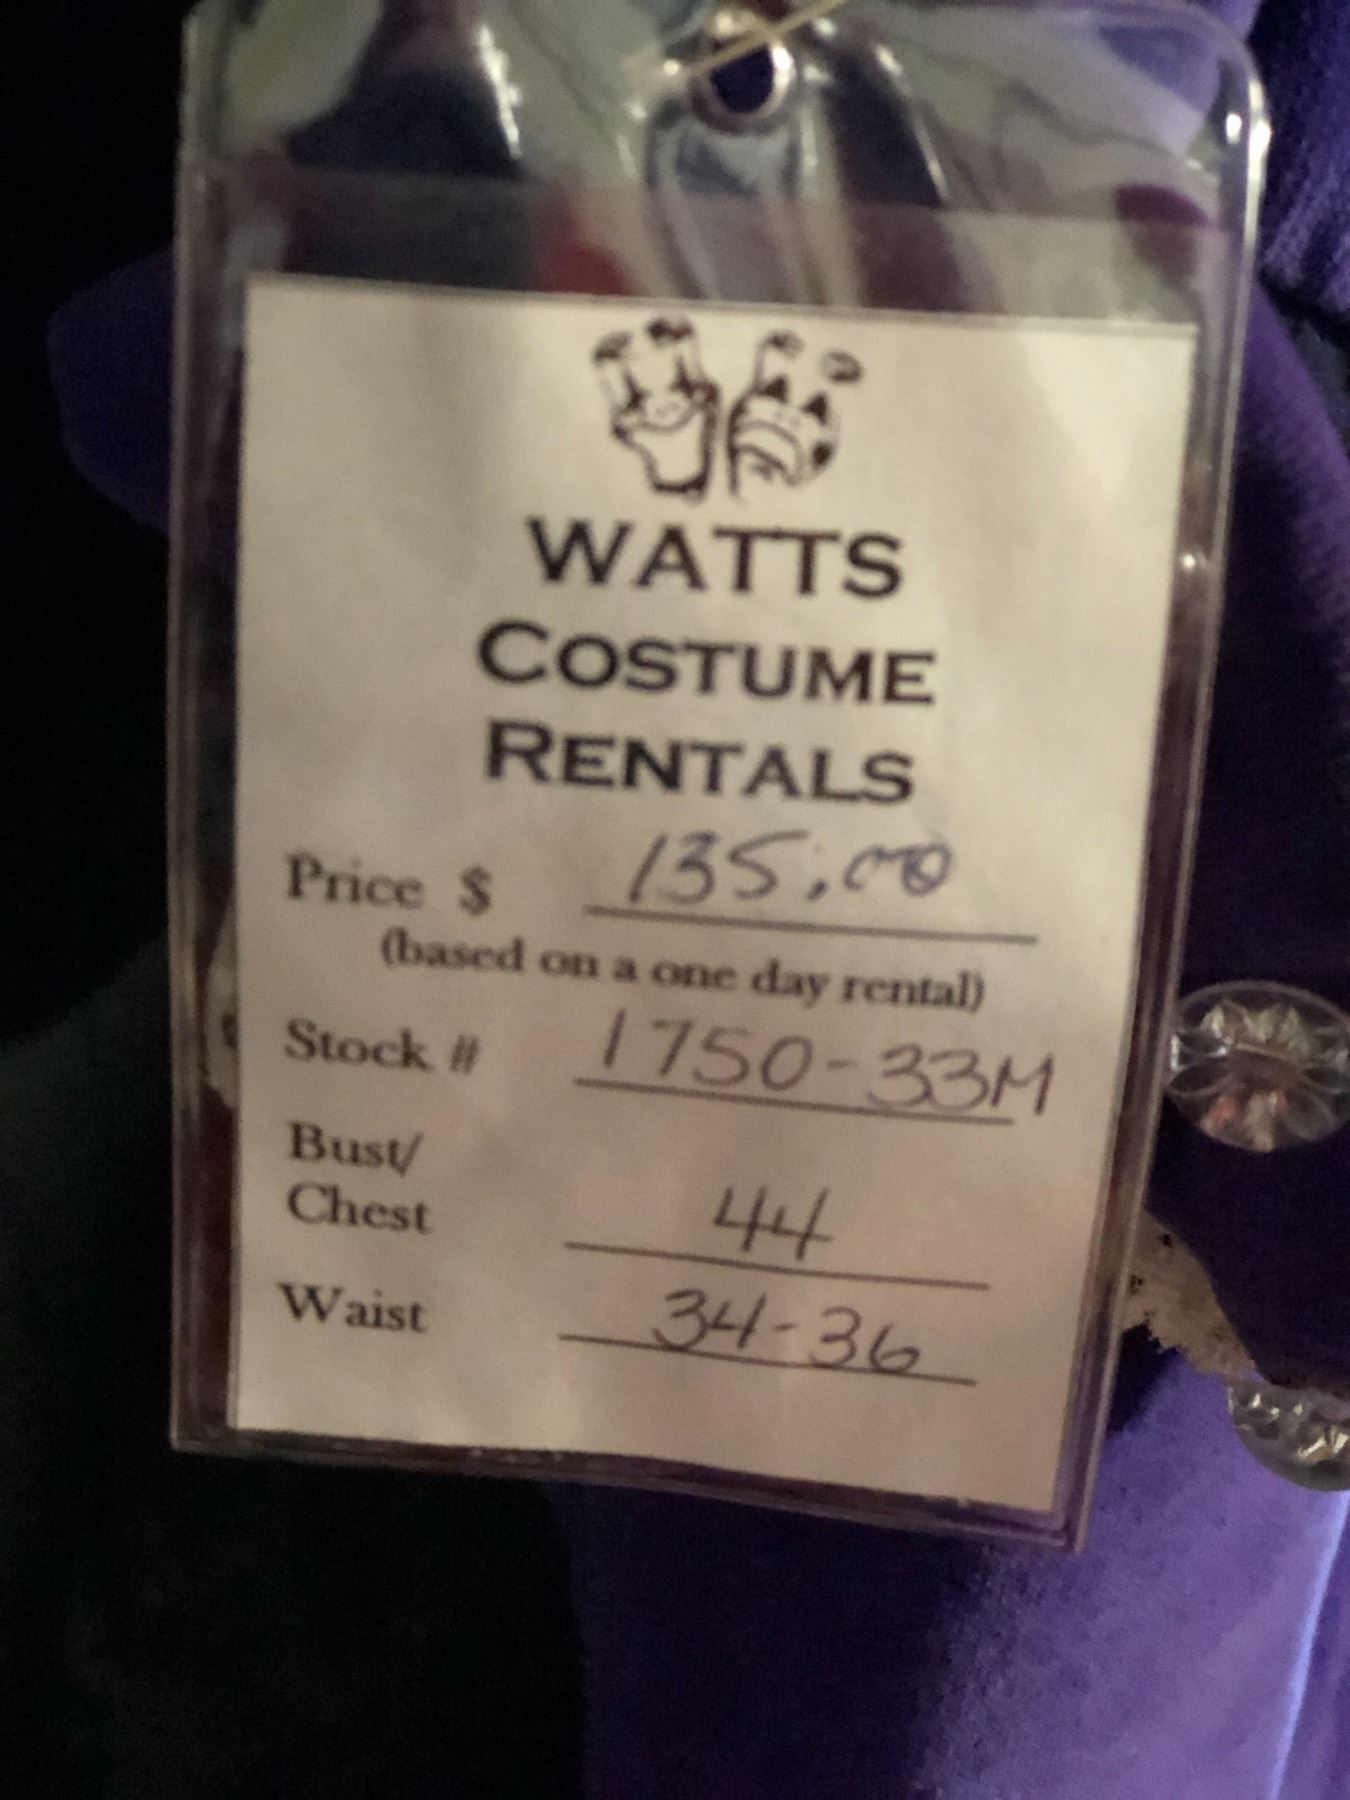 WATTS
COSTUME
RENTALS
Price $ 135.00
(based on a one day rental)
Stock # 1750-33M
Bust/
Chest 44
Waist 34-36